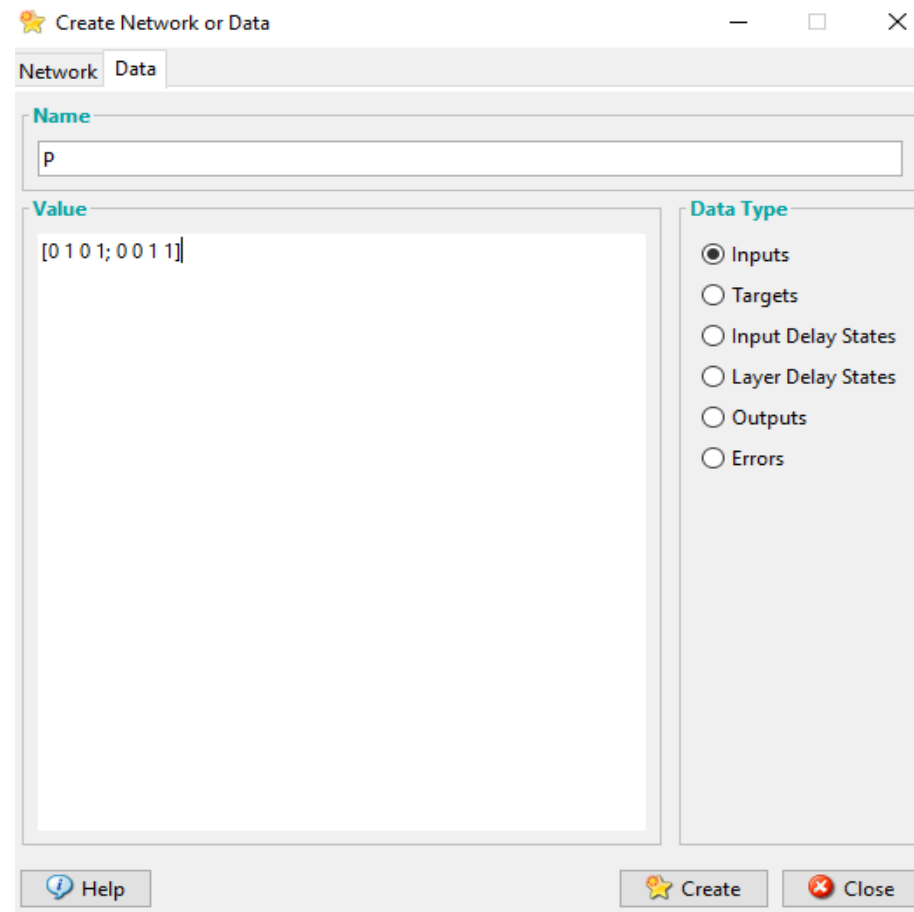 Create Network or Data
Network Data
Name
P
Value
[0 1 0 1; 0 0 1 1]
Data Type
Inputs
Targets
Input Delay States
Layer Delay States
Outputs
Errors
Help
Create
Close